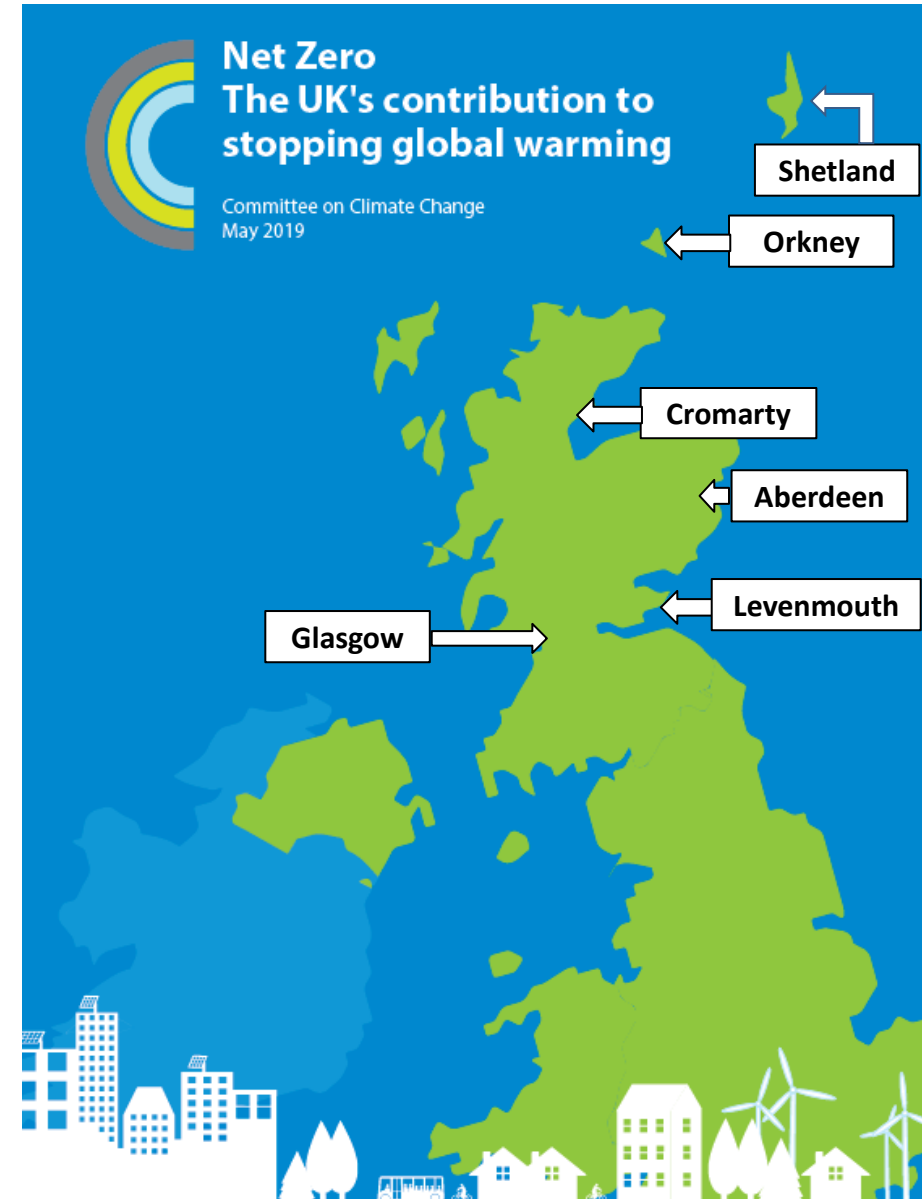 Net Zero
The UK's contribution to
stopping global warming
Committee on Climate Change
May 2019
Shetland
Orkney
Cromarty
Aberdeen
Levenmouth
Glasgow